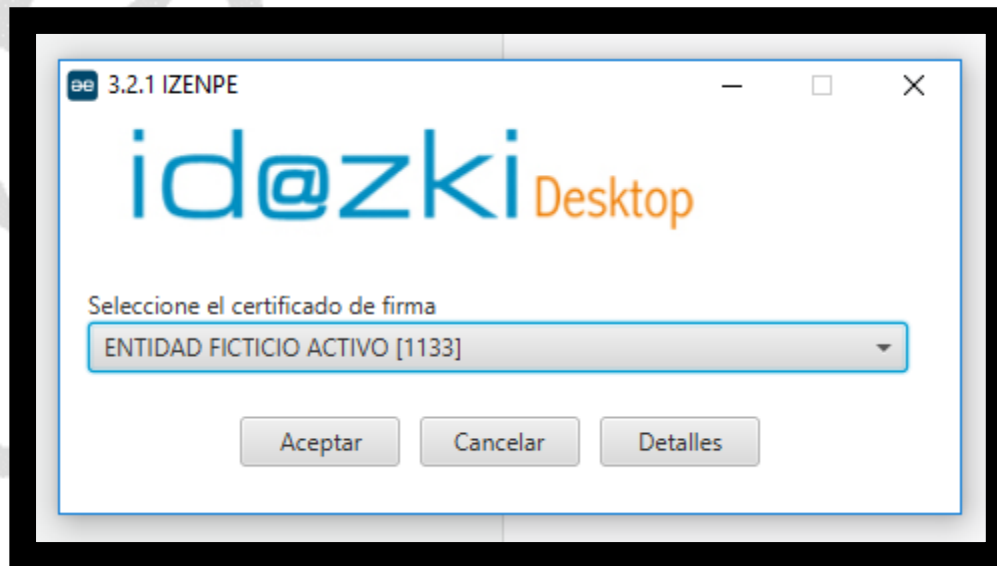 ae 3.2.1 IZENPE
id@zki Desktop
Seleccione el certificado de firma
ENTIDAD FICTICIO ACTIVO [1133]
Aceptar Cancelar Detalles